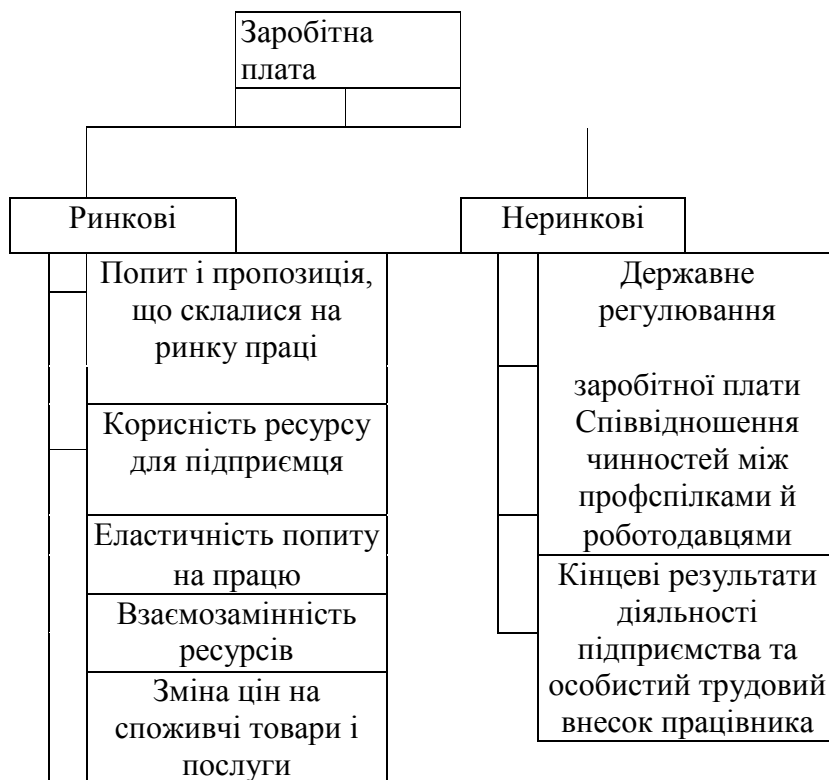 Заробітна
плата
Ринкові
Неринкові
Попит і пропозиція,
що склалися на
ринку праці
Корисність ресурсу
для підприємця
Еластичність попиту
на працю
Взаємозамінність
ресурсів
Зміна цін на
споживчі товари і
послуги
Державне
регулювання
заробітної плати
Співвідношення
чинностей між
профспілками й
роботодавцями
Кінцеві результати
діяльності
підприємства та
особистий трудовий
внесок працівника